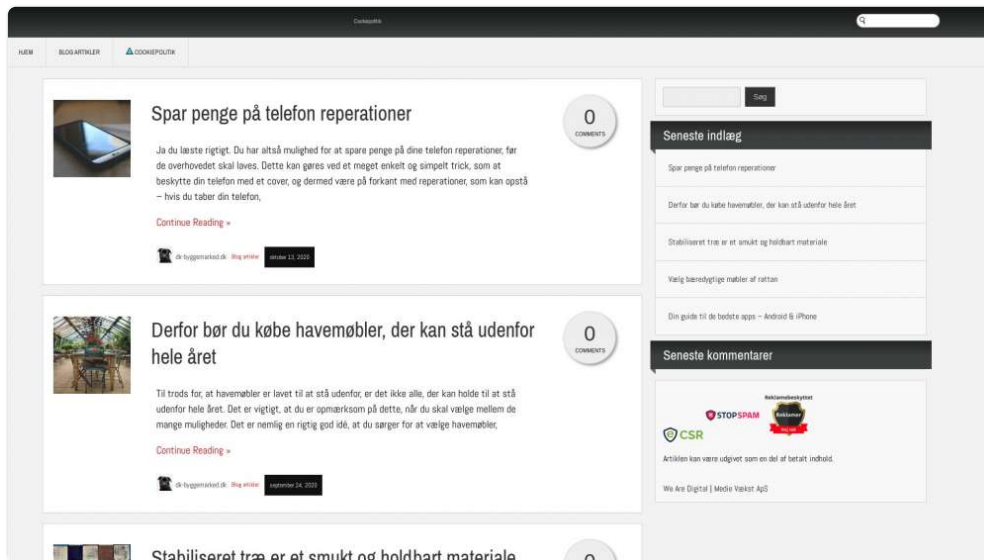 Cookiepolitik
HJEM
BLOG ARTIKLER
COOKIEPOLITIK
Spar penge på telefon reperationer
0
COMMENTS
Ja du læste rigtigt. Du har altså mulighed for at spare penge på dine telefon reperationer, før
de overhovedet skal laves. Dette kan gøres ved et meget enkelt og simpelt trick, som at
beskytte din telefon med et cover, og dermed være på forkant med reperationer, som kan opstå
– hvis du taber din telefon,
Continue Reading »
dk-byggemarked.dk Blog artikler oktober 13, 2020
Derfor bør du købe havemøbler, der kan stå udenfor
hele året
0
COMMENTS
Til trods for, at havemøbler er lavet til at stå udenfor, er det ikke alle, der kan holde til at stå
udenfor hele året. Det er vigtigt, at du er opmærksom på dette, når du skal vælge mellem de
mange muligheder. Det er nemlig en rigtig god idé, at du sørger for at vælge havemøbler,
Continue Reading »
dk-byggemarked.dk Blog artikler september 24, 2020
Stabiliseret træ er et smukt og holdbart materiale
0
Søg
Seneste indlæg
Spar penge på telefon reperationer
Derfor bør du købe havemøbler, der kan stå udenfor hele året
Stabiliseret træ er et smukt og holdbart materiale
Vælg bæredygtige møbler af rattan
Din guide til de bedste apps – Android & iPhone
Seneste kommentarer
Reklamebeskyttet
STOPSPAM
Reklamer
Nej tak
CSR
Artiklen kan være udgivet som en del af betalt indhold.
We Are Digital | Medie Vækst ApS